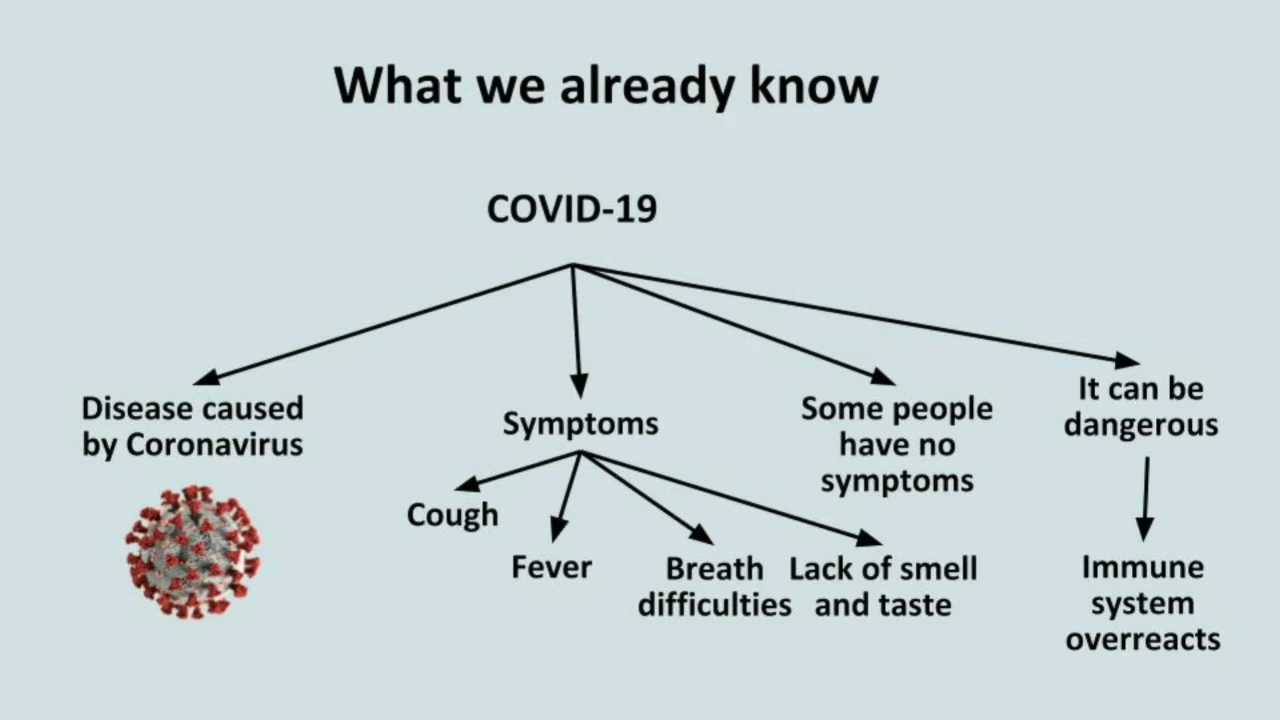 What we already know
COVID-19
Disease caused
by Coronavirus
Symptoms
Cough
Fever
Breath
difficulties
Lack of smell
and taste
Some people
have no
symptoms
It can be
dangerous
Immune
system
overreacts